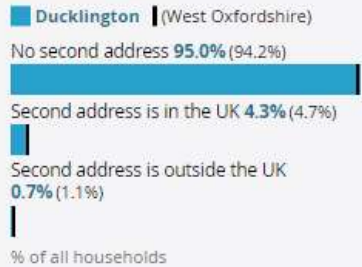 Ducklington (West Oxfordshire)
No second address 95.0% (94.2%)
Second address is in the UK 4.3% (4.7%)
Second address is outside the UK
0.7% (1.1%)
% of all households